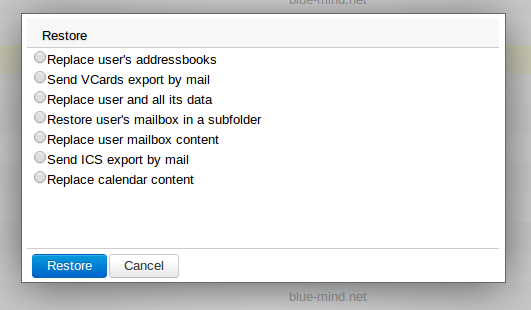 blue-mind.net
Restore
Replace user's addressbooks
Send VCards export by mail
Replace user and all its data
Restore user's mailbox in a subfolder
Replace user mailbox content
Send ICS export by mail
Replace calendar content
Restore
Cancel
blue-mind.net